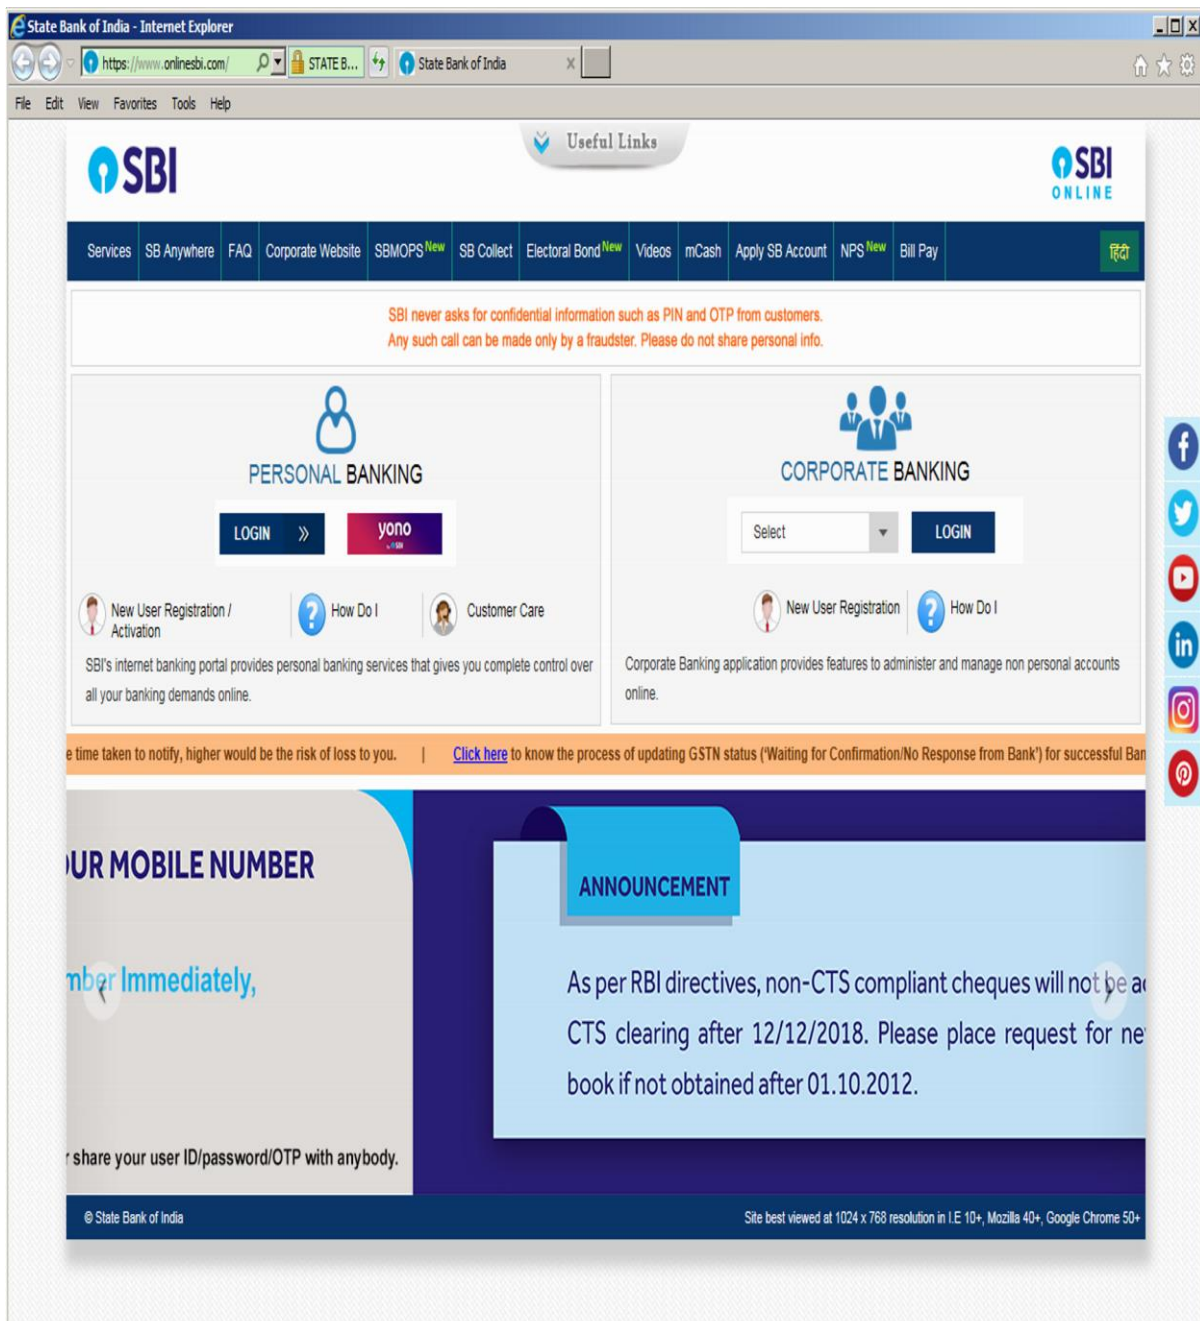 State Bank of India - Internet Explorer
https://www.onlinesbi.com/ STATE B... State Bank of India
File Edit View Favorites Tools Help
Useful Links
SBI
SBI
ONLINE
Services SB Anywhere FAQ Corporate Website SBMOPS New SB Collect Electoral Bond New Videos mCash Apply SB Account NPS New Bill Pay हिंदी
SBI never asks for confidential information such as PIN and OTP from customers.
Any such call can be made only by a fraudster. Please do not share personal info.
PERSONAL BANKING
LOGIN » yono
by SBI
New User Registration /
Activation
How Do I
Customer Care
SBI's internet banking portal provides personal banking services that gives you complete control over
all your banking demands online.
CORPORATE BANKING
Select LOGIN
New User Registration
How Do I
Corporate Banking application provides features to administer and manage non personal accounts
online.
e time taken to notify, higher would be the risk of loss to you. | Click here to know the process of updating GSTN status ('Waiting for Confirmation/No Response from Bank') for successful Ban
OUR MOBILE NUMBER
mber Immediately,
r share your user ID/password/OTP with anybody.
ANNOUNCEMENT
As per RBI directives, non-CTS compliant cheques will not be ac
CTS clearing after 12/12/2018. Please place request for ne
book if not obtained after 01.10.2012.
© State Bank of India
Site best viewed at 1024 x 768 resolution in I.E 10+, Mozilla 40+, Google Chrome 50+